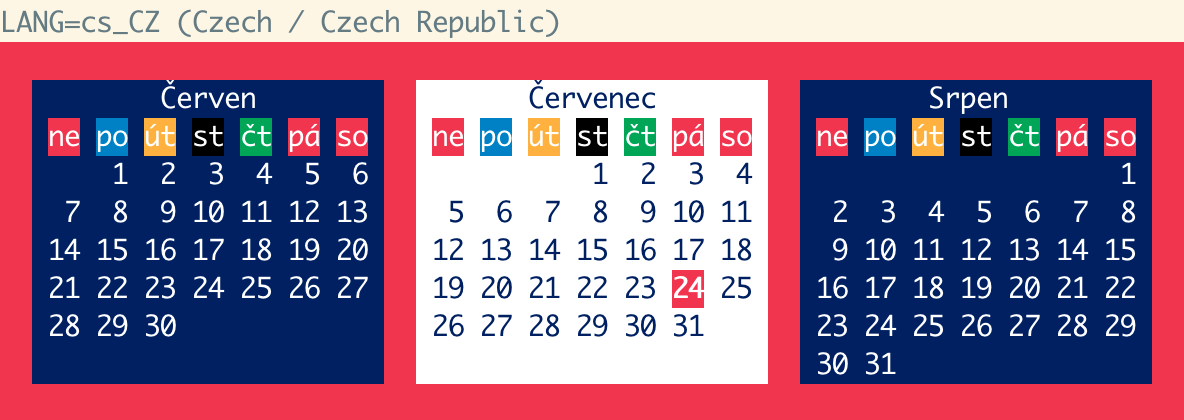 LANG=cs_CZ (Czech / Czech Republic)
Červen Červenec Srpen
ne po út st čt pá so ne po út st čt pá so ne po út st čt pá so
1 2 3 4 5 6 1 2 3 4 1
7 8 9 10 11 12 13 5 6 7 8 9 10 11 2 3 4 5 6 7 8
14 15 16 17 18 19 20 12 13 14 15 16 17 18 9 10 11 12 13 14 15
21 22 23 24 25 26 27 19 20 21 22 23 24 25 16 17 18 19 20 21 22
28 29 30 26 27 28 29 30 31 23 24 25 26 27 28 29
30 31